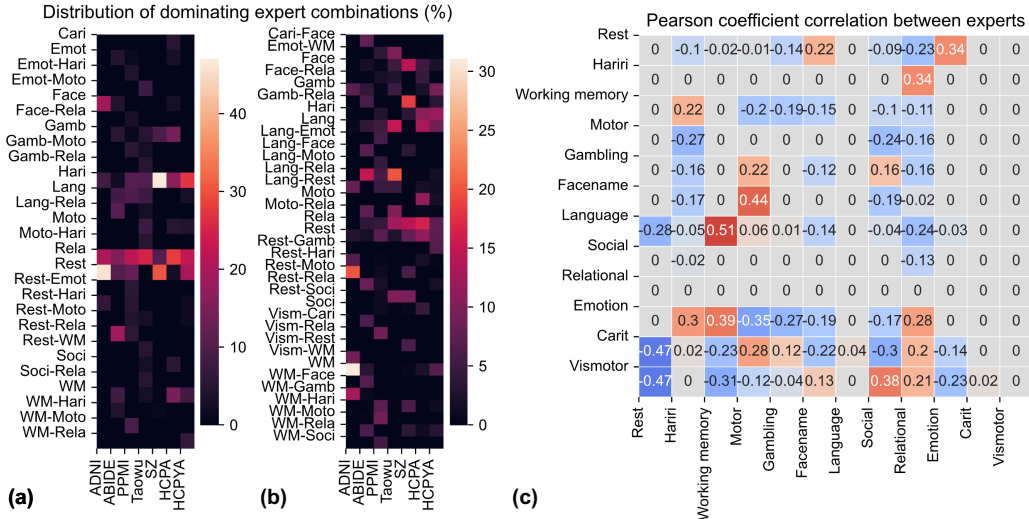 Distribution of dominating expert combinations (%)
Cari
Emot
Emot-Hari
Emot-Moto
Face
Face-Rela
Gamb
Gamb-Moto
Gamb-Rela
Hari
Lang
Lang-Rela
Moto
Moto-Hari
Rela
Rest
Rest-Emot
Rest-Hari
Rest-Moto
Rest-Rela
Rest-WM
Soci
Soci-Rela
WM
WM-Hari
WM-Moto
WM-Rela
ADNI
ABIDE
PPMI
Taowu
SZ
HCPA
HCPYA
40
30
20
10
0
(a)
Cari-Face
Emot-WM
Face
Face-Rela
Gamb
Gamb-Rela
Hari
Lang
Lang-Emot
Lang-Face
Lang-Moto
Lang-Rela
Lang-Rest
Moto
Moto-Rela
Rela
Rest
Rest-Gamb
Rest-Hari
Rest-Moto
Rest-Rela
Rest-Soci
Soci
Vism-Cari
Vism-Rela
Vism-Rest
Vism-WM
WM
WM-Face
WM-Gamb
WM-Hari
WM-Moto
WM-Rela
WM-Soci
ADNI
ABIDE
PPMI
Taowu
SZ
HCPA
HCPYA
30
25
20
15
10
5
0
(b)
Pearson coefficient correlation between experts
Rest
Hariri
Working memory
Motor
Gambling
Facename
Language
Social
Relational
Emotion
Carit
Vismotor
0 -0.1 -0.02 -0.01 -0.14 0.22 0 -0.09 -0.23 0.34 0 0
0 0 0 0 0 0 0 0 0.34 0 0 0
0 0.22 0 -0.2 -0.19 -0.15 0 -0.1 -0.11 0 0 0
0 -0.27 0 0 0 0 0 -0.24 -0.16 0 0 0
0 -0.16 0 0.22 0 -0.12 0 0.16 -0.16 0 0 0
0 -0.17 0 0.44 0 0 0 -0.19 -0.02 0 0 0
-0.28 -0.05 0.51 0.06 0.01 -0.14 0 -0.04 -0.24 -0.03 0 0
0 -0.02 0 0 0 0 0 0 -0.13 0 0 0
0 0 0 0 0 0 0 0 0 0 0 0
0 0.3 0.39 -0.35 -0.27 -0.19 0 -0.17 0.28 0 0 0
-0.47 0.02 -0.23 0.28 0.12 -0.22 0.04 -0.3 0.2 -0.14 0 0
-0.47 0 -0.31 -0.12 -0.04 0.13 0 0.38 0.21 -0.23 0.02 0
Rest
Hariri
Working memory
Motor
Gambling
Facename
Language
Social
Relational
Emotion
Carit
Vismotor
(c)